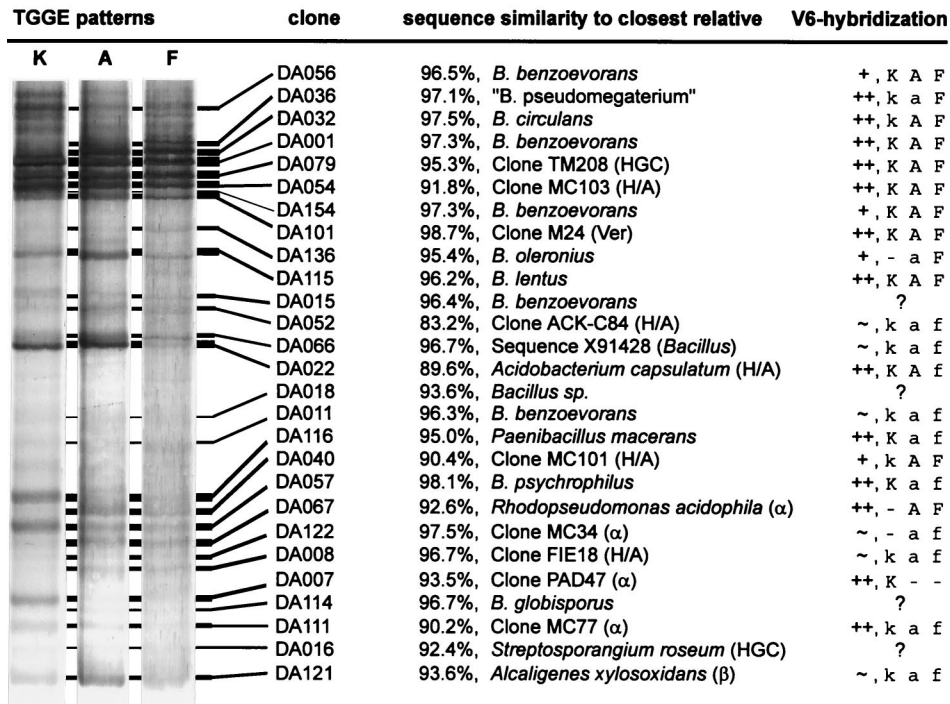 TGGE patterns clone sequence similarity to closest relative V6-hybridization
K A F
DA056 96.5%, B. benzoevorans +, K A F
DA036 97.1%, "B. pseudomegaterium" ++, k a F
DA032 97.5%, B. circulans ++, k A F
DA001 97.3%, B. benzoevorans ++, K A F
DA079 95.3%, Clone TM208 (HGC) ++, K A F
DA054 91.8%, Clone MC103 (H/A) ++, K A F
DA154 97.3%, B. benzoevorans +, K A F
DA101 98.7%, Clone M24 (Ver) ++, K A F
DA136 95.4%, B. oleronius +, - a F
DA115 96.2%, B. lentus ++, K A F
DA015 96.4%, B. benzoevorans ?
DA052 83.2%, Clone ACK-C84 (H/A) ~, k a f
DA066 96.7%, Sequence X91428 (Bacillus) ~, k a f
DA022 89.6%, Acidobacterium capsulatum (H/A) ++, K A f
DA018 93.6%, Bacillus sp. ?
DA011 96.3%, B. benzoevorans ~, k a f
DA116 95.0%, Paenibacillus macerans ++, K a f
DA040 90.4%, Clone MC101 (H/A) +, k A F
DA057 98.1%, B. psychrophilus ++, K a f
DA067 92.6%, Rhodopseudomonas acidophila (α) ++, - A F
DA122 97.5%, Clone MC34 (α) ~, - a f
DA008 96.7%, Clone FIE18 (H/A) ~, k a f
DA007 93.5%, Clone PAD47 (α) ++, K - -
DA114 96.7%, B. globisporus ?
DA111 90.2%, Clone MC77 (α) ++, k a f
DA016 92.4%, Streptosporangium roseum (HGC) ?
DA121 93.6%, Alcaligenes xylosoxidans (β) ~, k a f